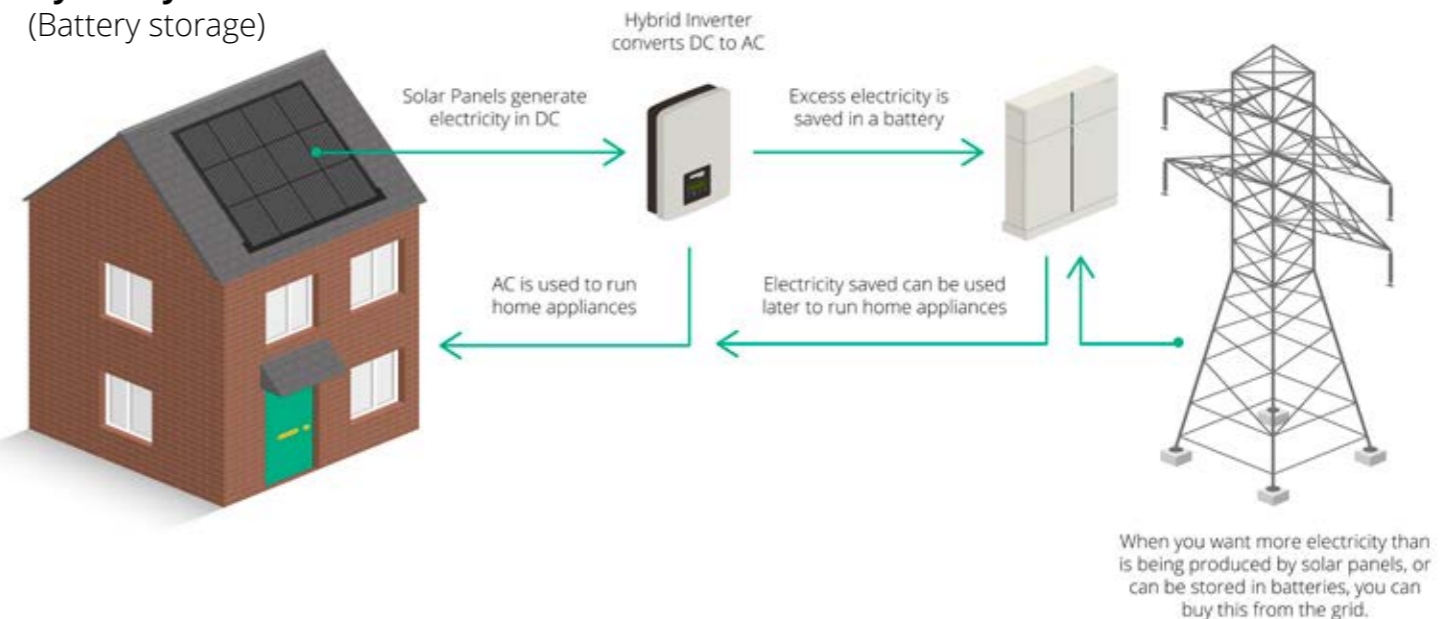 (Battery storage)
Hybrid Inverter
converts DC to AC
Solar Panels generate
electricity in DC
Excess electricity is
saved in a battery
AC is used to run
home appliances
Electricity saved can be used
later to run home appliances
When you want more electricity than
is being produced by solar panels, or
can be stored in batteries, you can
buy this from the grid.